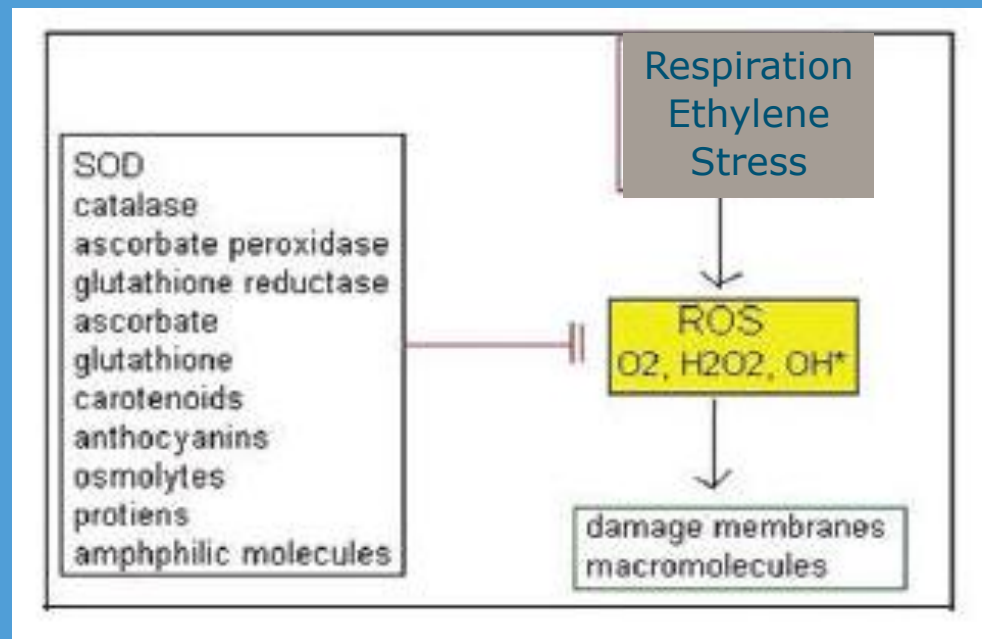 Respiration
Ethylene
Stress
SOD
catalase
ascorbate peroxidase
glutathione reductase
ascorbate
glutathione
carotenoids
anthocyanins
osmolytes
protiens
amphphilic molecules
ROS
O2, H2O2, OH*
damage membranes
macromolecules